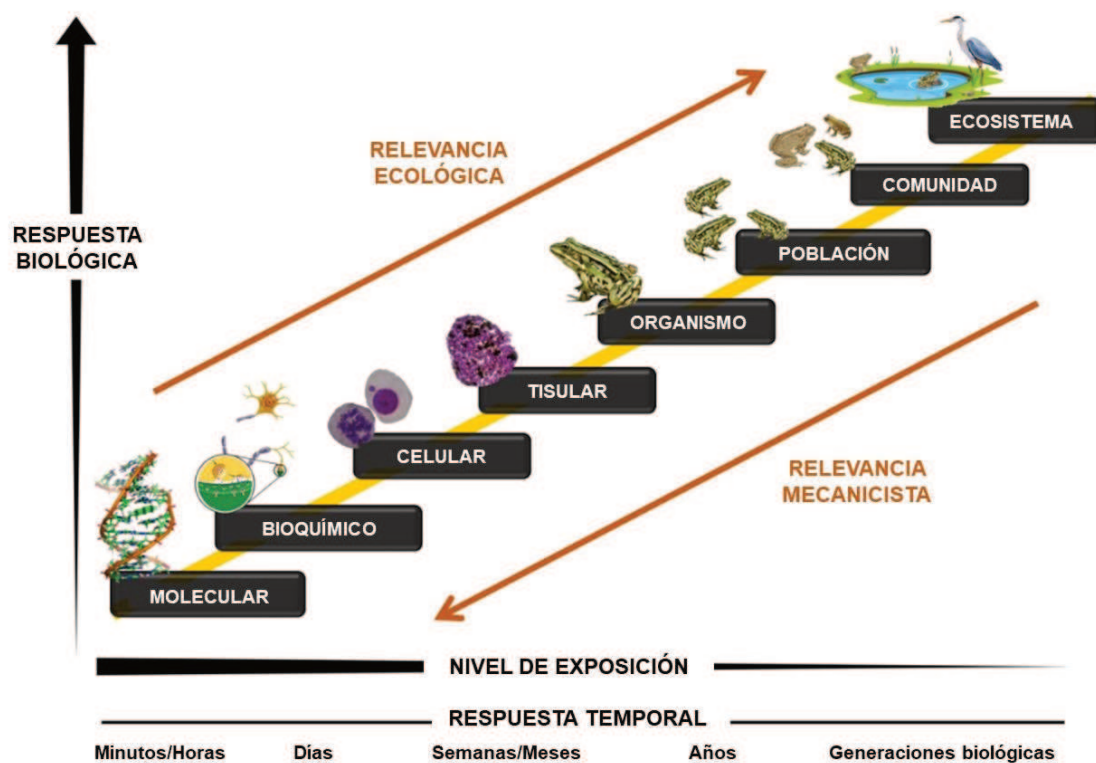 ECOSISTEMA
RELEVANCIA
ECOLÓGICA
COMUNIDAD
RESPUESTA
BIOLÓGICA
POBLACIÓN
ORGANISMO
TISULAR
CELULAR
RELEVANCIA
MECANICISTA
BIOQUÍMICO
MOLECULAR
NIVEL DE EXPOSICIÓN
RESPUESTA TEMPORAL
Minutos/Horas Días Semanas/Meses Años Generaciones biológicas